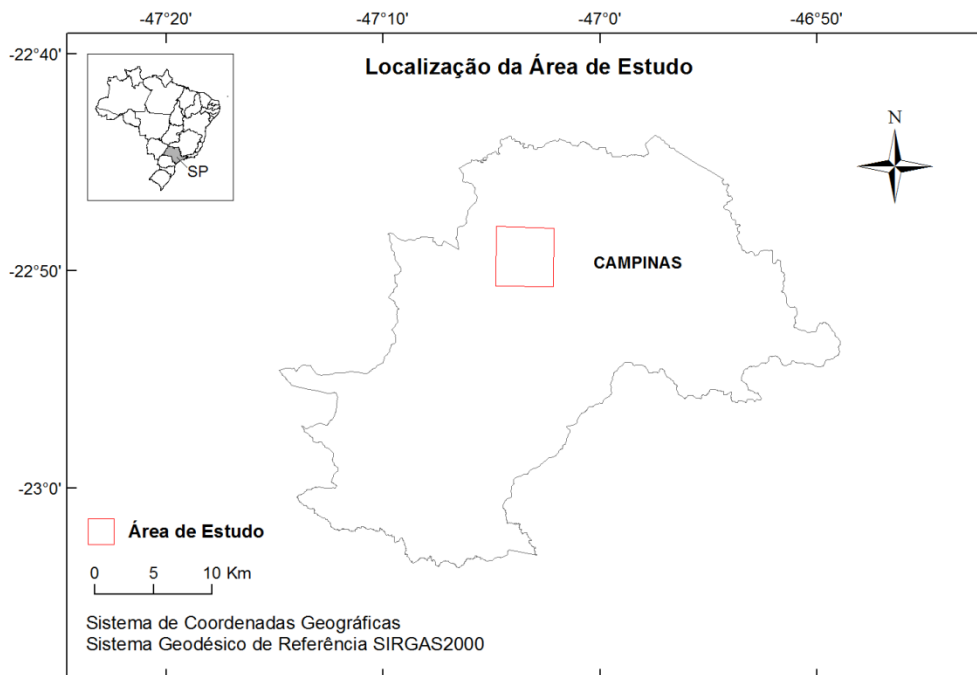 -47°20' -47°10' -47°0' -46°50'
-22°40'
Localização da Área de Estudo
N
SP
CAMPINAS
-22°50'
-23°0'
Área de Estudo
0 5 10 Km
Sistema de Coordenadas Geográficas
Sistema Geodésico de Referência SIRGAS2000